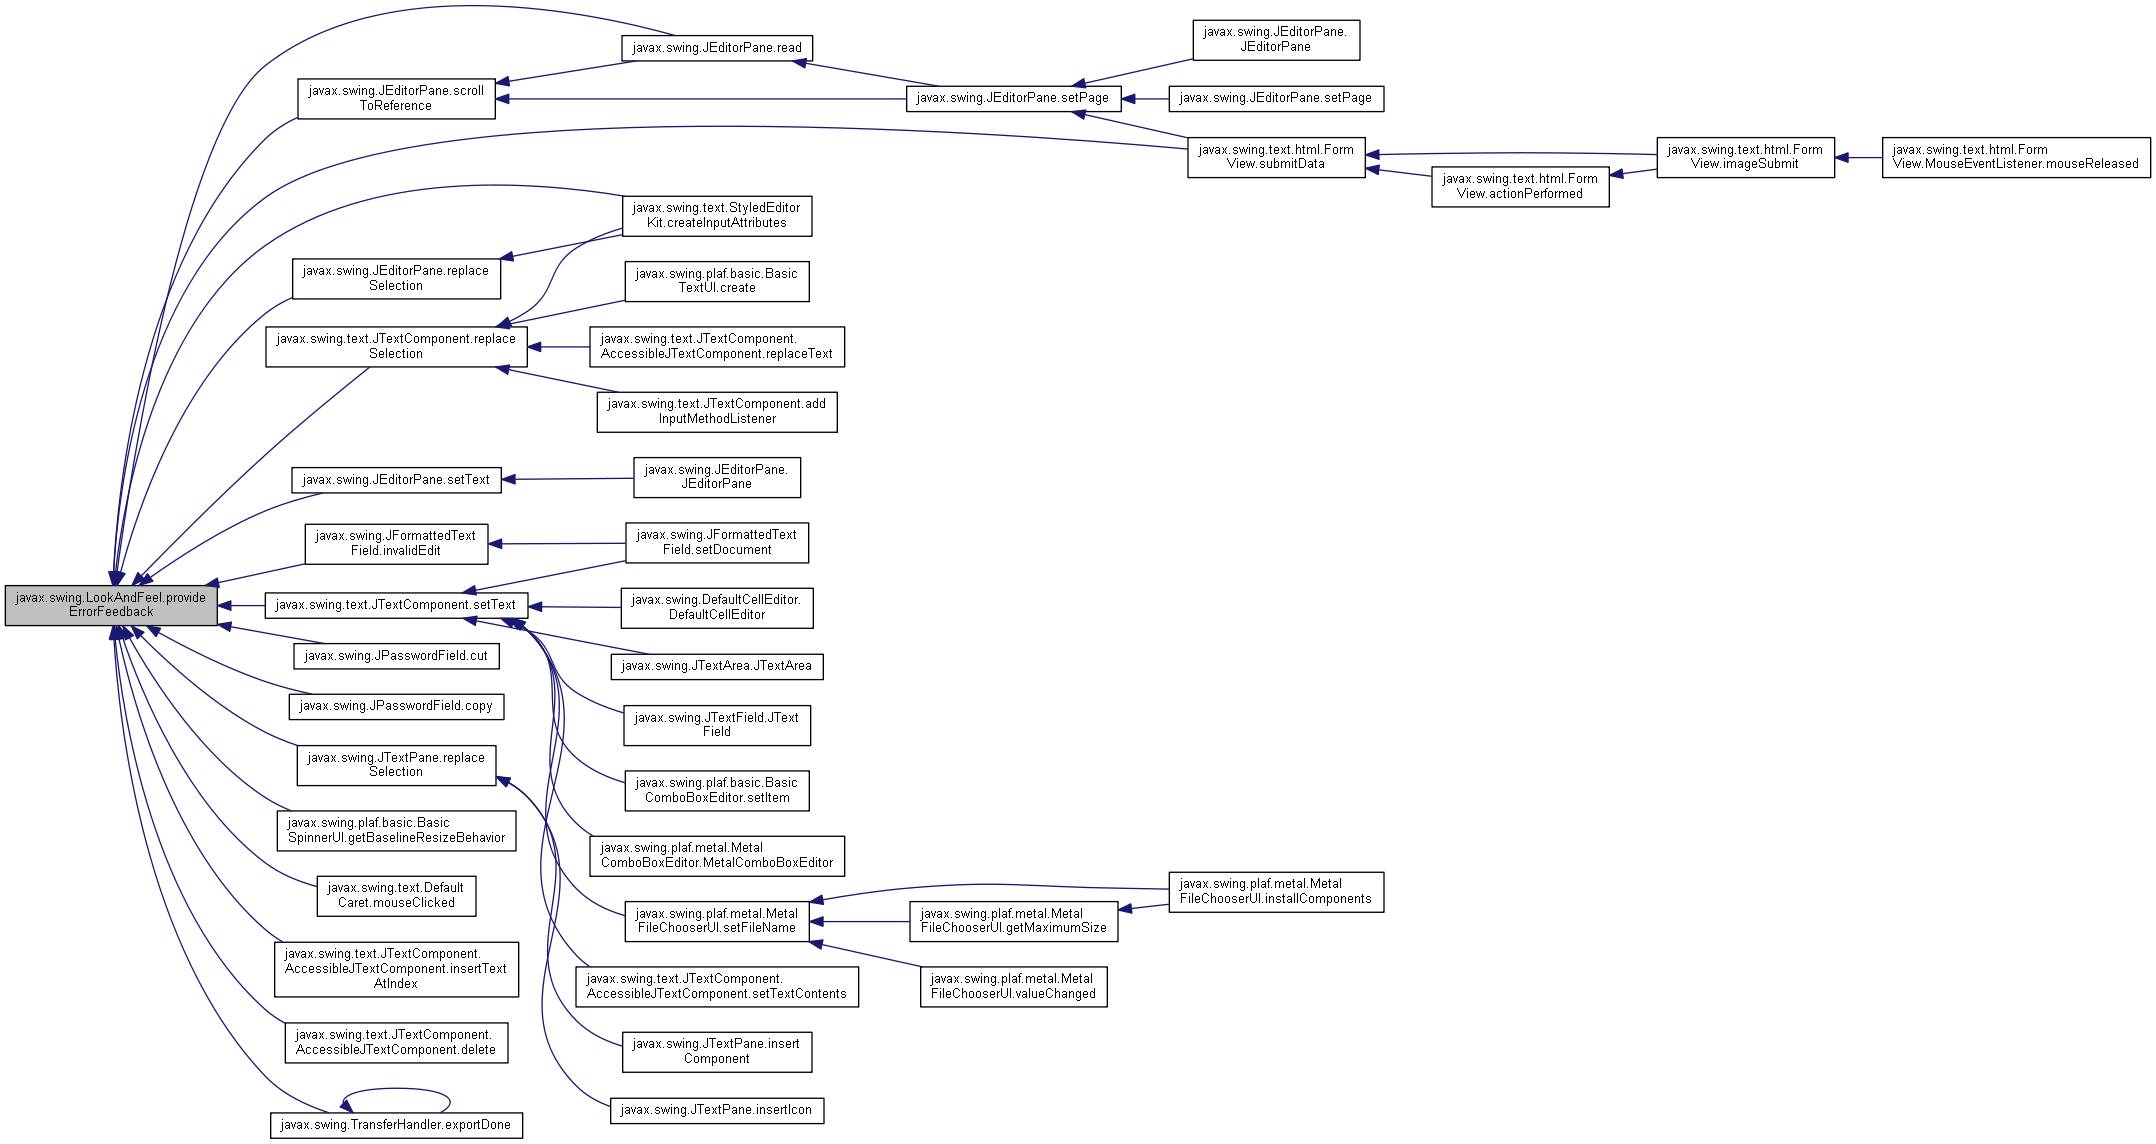 javax.swing.LookAndFeel.provide
ErrorFeedback
javax.swing.JEditorPane.read
javax.swing.JEditorPane.scroll
ToReference
javax.swing.JEditorPane.setPage
javax.swing.JEditorPane.
JEditorPane
javax.swing.JEditorPane.setPage
javax.swing.text.html.Form
View.submitData
javax.swing.text.html.Form
View.actionPerformed
javax.swing.text.html.Form
View.imageSubmit
javax.swing.text.html.Form
View.MouseEventListener.mouseReleased
javax.swing.text.StyledEditor
Kit.createInputAttributes
javax.swing.JEditorPane.replace
Selection
javax.swing.plaf.basic.Basic
TextUI.create
javax.swing.text.JTextComponent.replace
Selection
javax.swing.text.JTextComponent.
AccessibleJTextComponent.replaceText
javax.swing.text.JTextComponent.add
InputMethodListener
javax.swing.JEditorPane.setText
javax.swing.JEditorPane.
JEditorPane
javax.swing.JFormattedText
Field.invalidEdit
javax.swing.JFormattedText
Field.setDocument
javax.swing.text.JTextComponent.setText
javax.swing.DefaultCellEditor.
DefaultCellEditor
javax.swing.JPasswordField.cut
javax.swing.JTextArea.JTextArea
javax.swing.JPasswordField.copy
javax.swing.JTextField.JText
Field
javax.swing.JTextPane.replace
Selection
javax.swing.plaf.basic.Basic
ComboBoxEditor.setItem
javax.swing.plaf.basic.Basic
SpinnerUI.getBaselineResizeBehavior
javax.swing.plaf.metal.Metal
ComboBoxEditor.MetalComboBoxEditor
javax.swing.text.Default
Caret.mouseClicked
javax.swing.plaf.metal.Metal
FileChooserUI.setFileName
javax.swing.plaf.metal.Metal
FileChooserUI.getMaximumSize
javax.swing.plaf.metal.Metal
FileChooserUI.installComponents
javax.swing.text.JTextComponent.
AccessibleJTextComponent.insertText
AtIndex
javax.swing.text.JTextComponent.
AccessibleJTextComponent.setTextContents
javax.swing.plaf.metal.Metal
FileChooserUI.valueChanged
javax.swing.text.JTextComponent.
AccessibleJTextComponent.delete
javax.swing.JTextPane.insert
Component
javax.swing.TransferHandler.exportDone
javax.swing.JTextPane.insertIcon